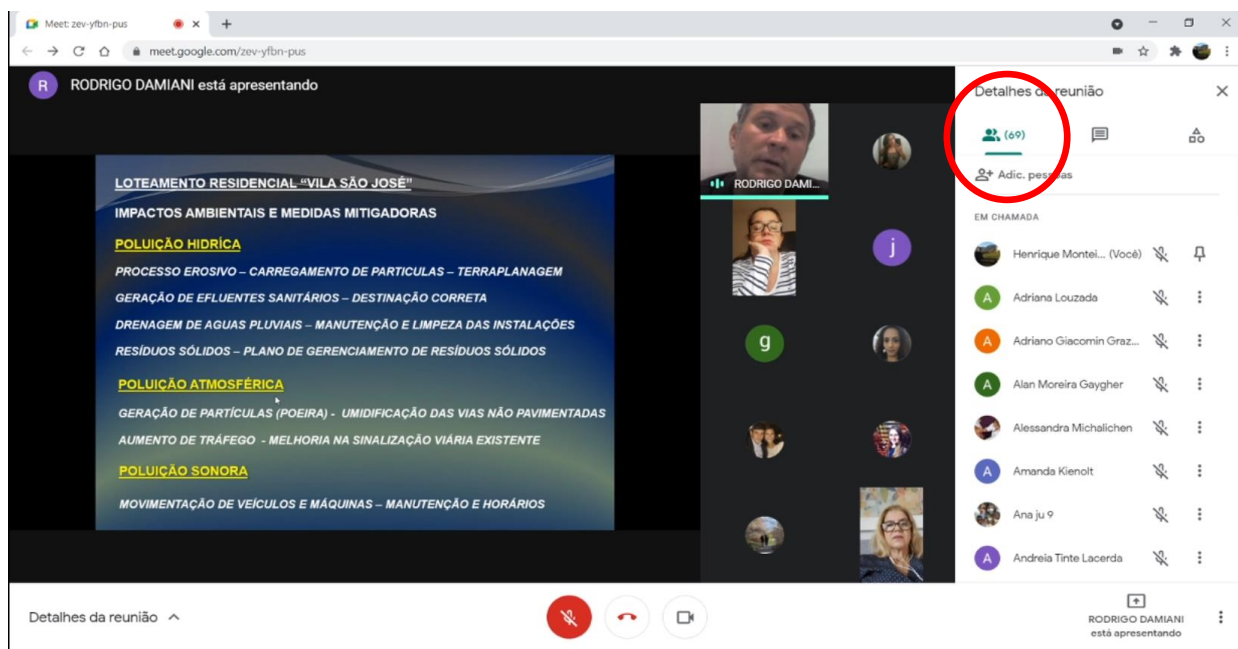 Meet: zev-yfbn-pus
meet.google.com/zev-yfbn-pus
R RODRIGO DAMIANI está apresentando
LOTEAMENTO RESIDENCIAL “VILA SÃO JOSÉ”
IMPACTOS AMBIENTAIS E MEDIDAS MITIGADORAS
POLUIÇÃO HIDRÍCA
PROCESSO EROSIVO – CARREGAMENTO DE PARTICULAS – TERRAPLANAGEM
GERAÇÃO DE EFLUENTES SANITÁRIOS – DESTINAÇÃO CORRETA
DRENAGEM DE AGUAS PLUVIAIS – MANUTENÇÃO E LIMPEZA DAS INSTALAÇÕES
RESÍDUOS SÓLIDOS – PLANO DE GERENCIAMENTO DE RESÍDUOS SÓLIDOS
POLUIÇÃO ATMOSFÉRICA
GERAÇÃO DE PARTÍCULAS (POEIRA) - UMIDIFICAÇÃO DAS VIAS NÃO PAVIMENTADAS
AUMENTO DE TRÁFEGO - MELHORIA NA SINALIZAÇÃO VIÁRIA EXISTENTE
POLUIÇÃO SONORA
MOVIMENTAÇÃO DE VEÍCULOS E MÁQUINAS – MANUTENÇÃO E HORÁRIOS
RODRIGO DAMI...
j
g
Detalhes da reunião
(69)
Adic. pessoas
EM CHAMADA
Henrique Montei... (Você)
A Adriana Louzada
A Adriano Giacomin Graz...
A Alan Moreira Gaygher
Alessandra Michalichen
A Amanda Kienolt
Ana ju 9
A Andreia Tinte Lacerda
Detalhes da reunião
RODRIGO DAMIANI
está apresentando